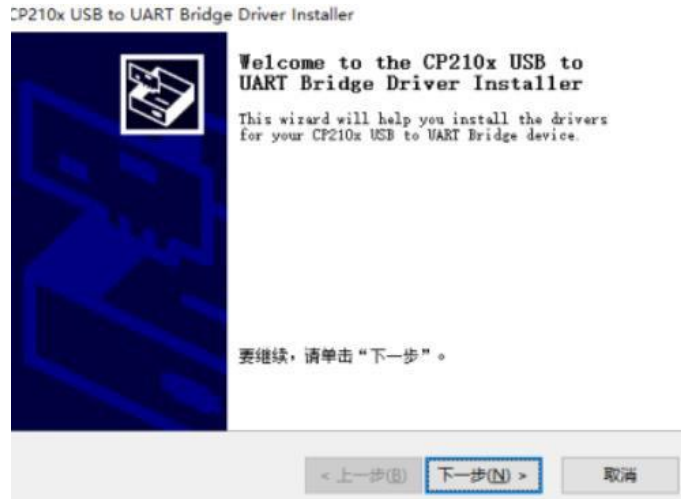 CP210x USB to UART Bridge Driver Installer
Welcome to the CP210x USB to
UART Bridge Driver Installer
This wizard will help you install the drivers
for your CP210x USB to UART Bridge device.
要继续，请单击“下一步”。
< 上一步(B)
下一步(N) >
取消